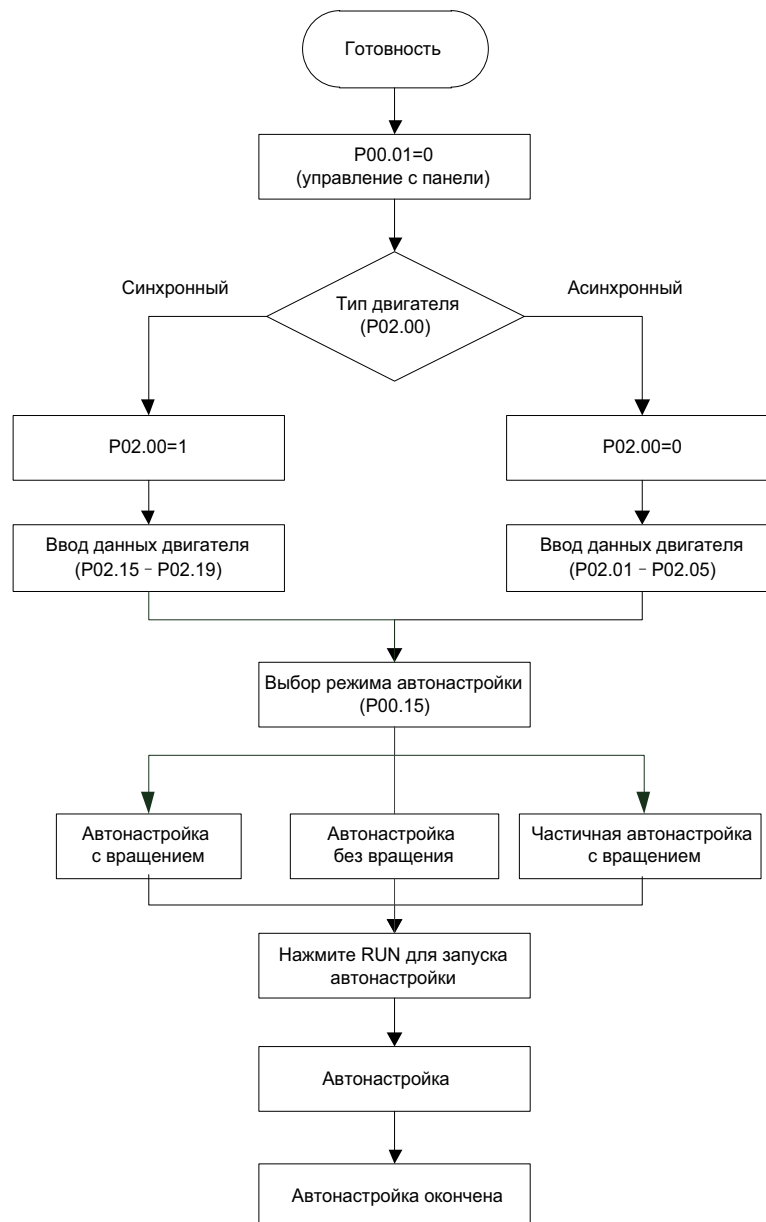 Готовность
P00.01=0
(управление с панели)
Синхронный
Асинхронный
Тип двигателя
(P02.00)
P02.00=1
P02.00=0
Ввод данных двигателя
(P02.15 – P02.19)
Ввод данных двигателя
(P02.01 – P02.05)
Выбор режима автонастройки
(P00.15)
Автонастройка
с вращением
Автонастройка
без вращения
Частичная автонастройка
с вращением
Нажмите RUN для запуска
автонастройки
Автонастройка
Автонастройка окончена